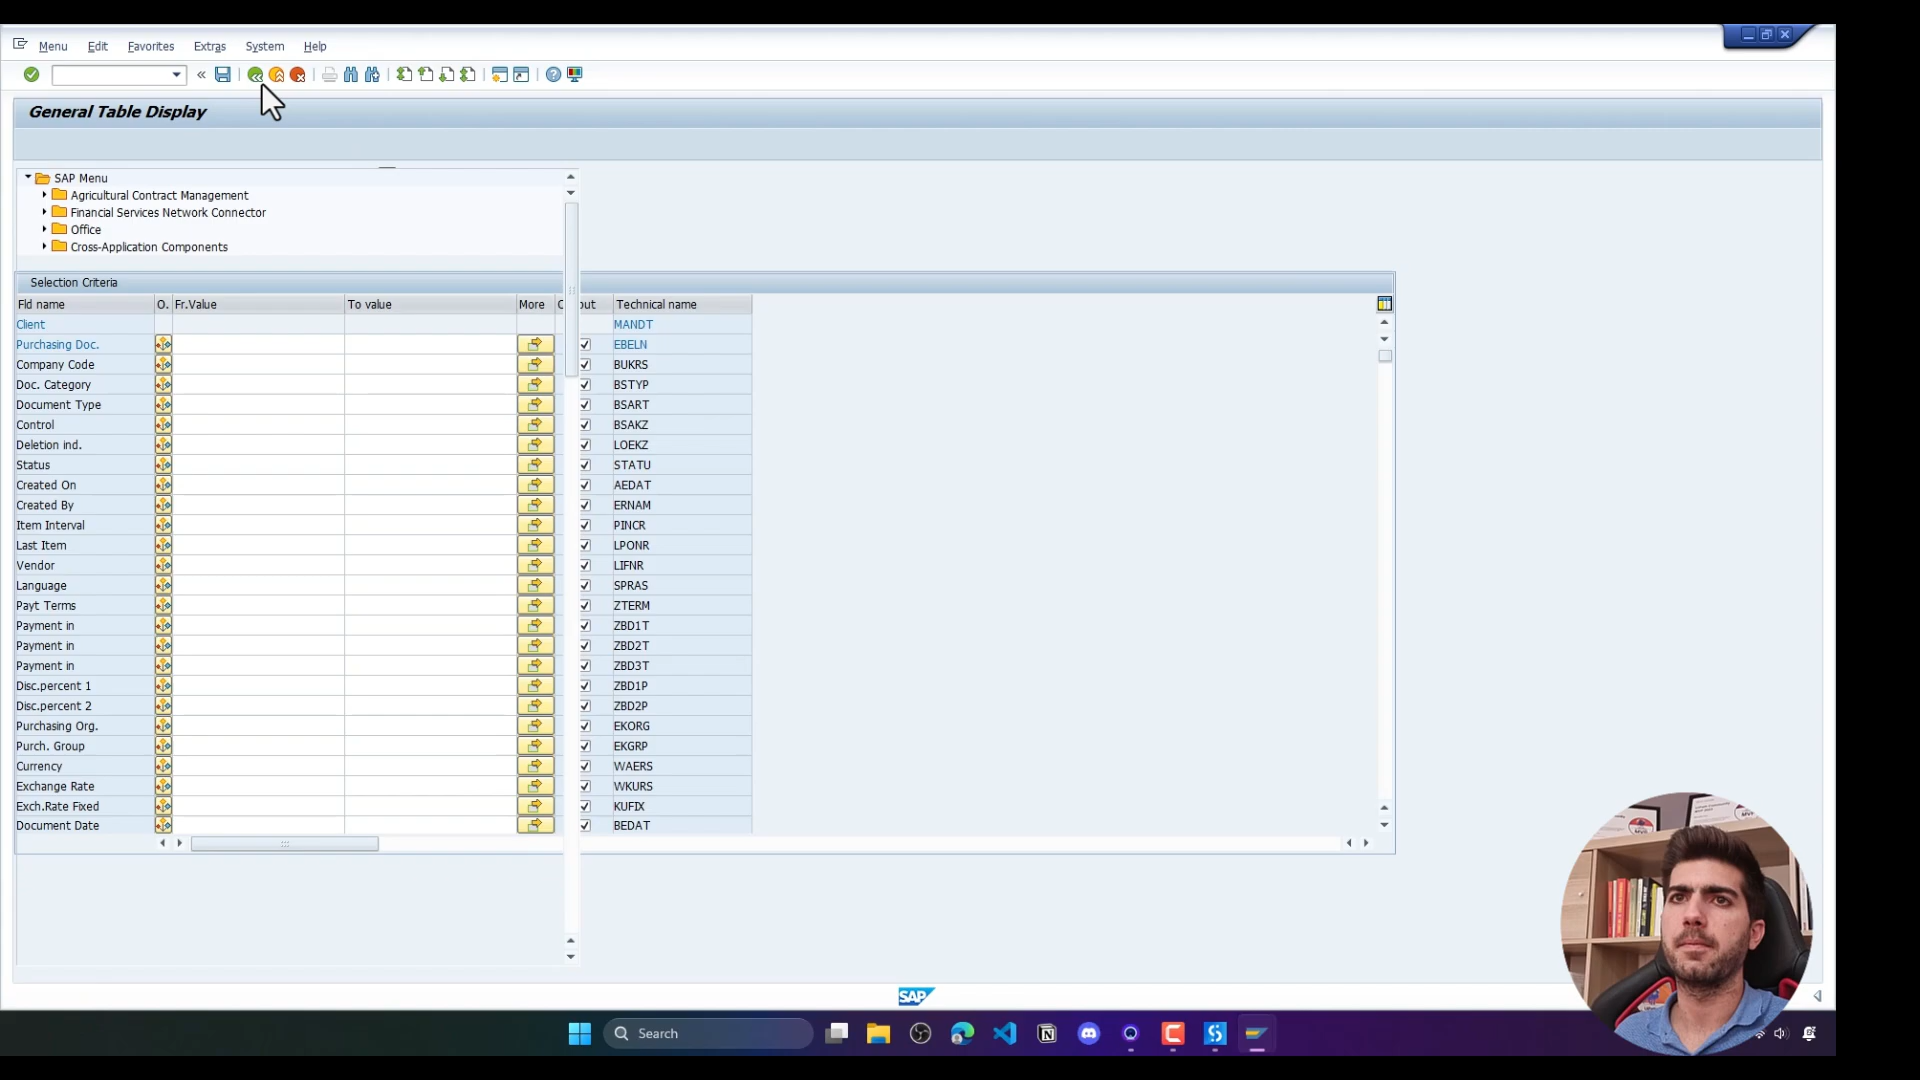 Menu Edit Favorites Extras System Help
General Table Display
SAP Menu
Agricultural Contract Management
Financial Services Network Connector
Office
Cross-Application Components
Selection Criteria
Fld name O. Fr.Value To value More O out Technical name
Client MANDT
Purchasing Doc. EBELN
Company Code BUKRS
Doc. Category BSTYP
Document Type BSART
Control BSAKZ
Deletion ind. LOEKZ
Status STATU
Created On AEDAT
Created By ERNAM
Item Interval PINCR
Last Item LPONR
Vendor LIFNR
Language SPRAS
Payt Terms ZTERM
Payment in ZBD1T
Payment in ZBD2T
Payment in ZBD3T
Disc.percent 1 ZBD1P
Disc.percent 2 ZBD2P
Purchasing Org. EKORG
Purch. Group EKGRP
Currency WAERS
Exchange Rate WKURS
Exch.Rate Fixed KUFIX
Document Date BEDAT
SAP
Search